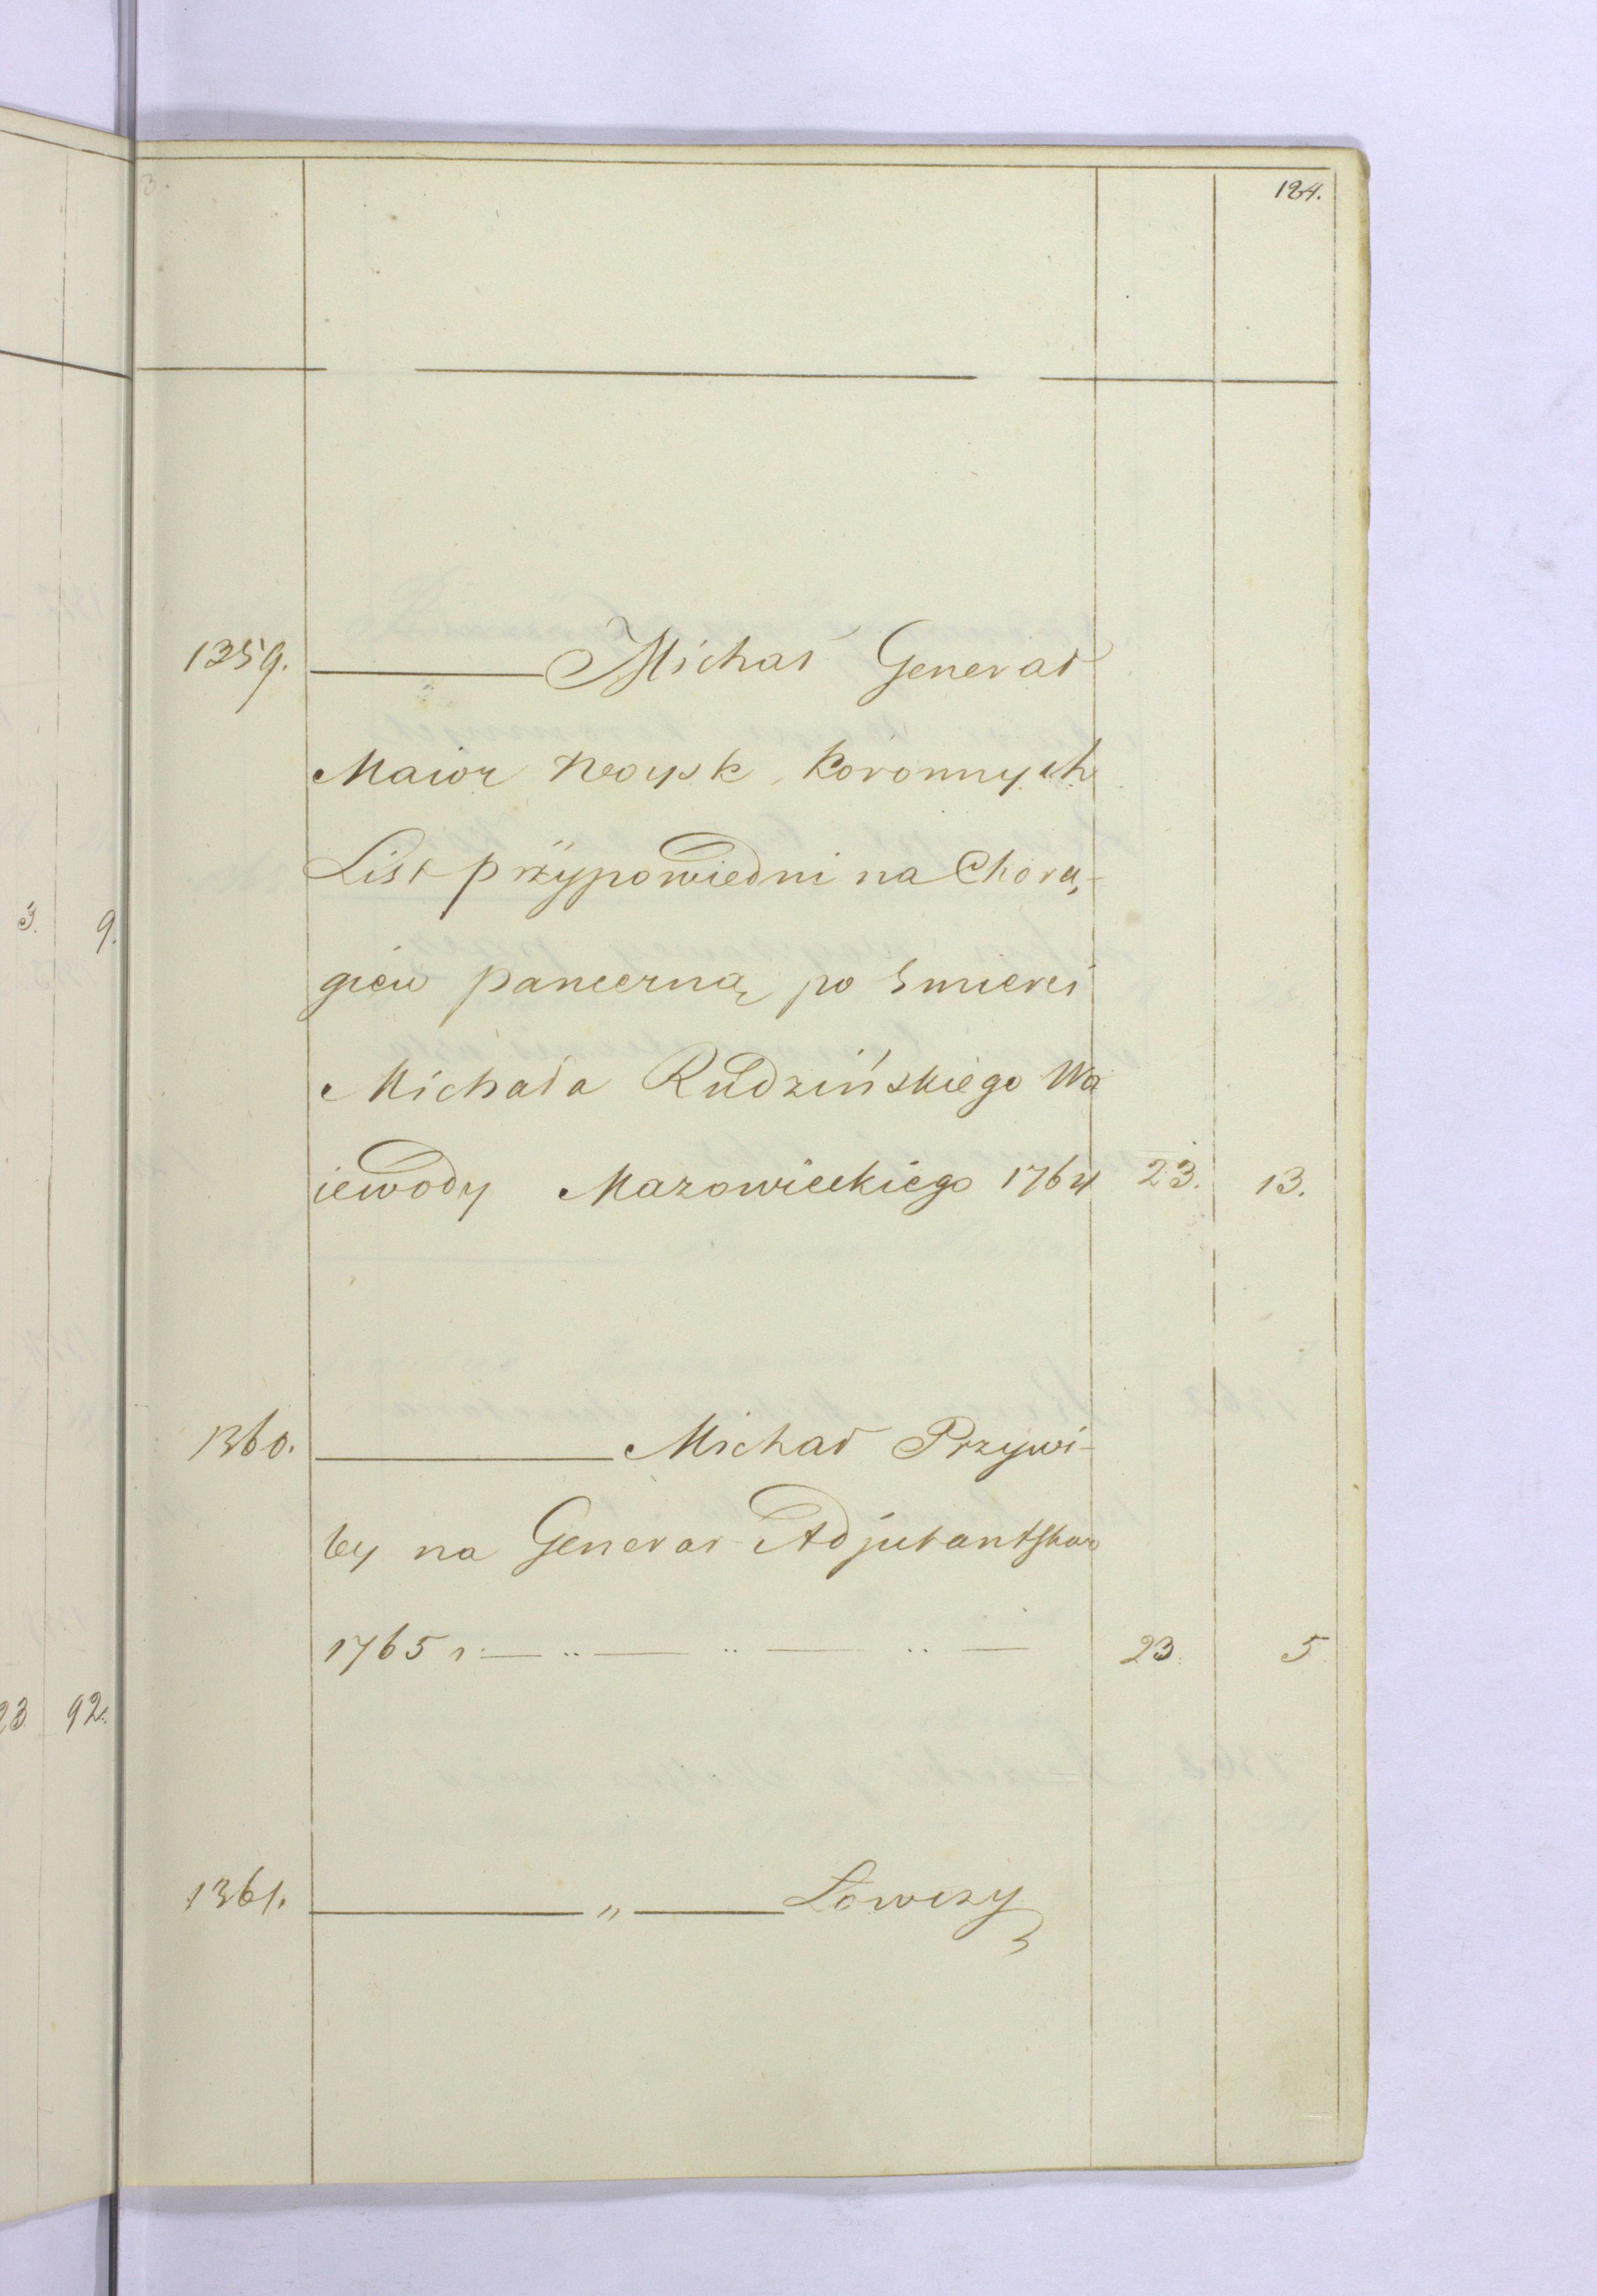 184.
1359. Michał Generał
Maior Woysk Koronnych
List przypowiedni na Chorą-
giew pancerną po śmierci
Michała Rudzińskiego Wo
iewody Mazowieckiego 1764 23. 13.
1360. Michał Przywi-
ley na Generał Adjutantstwo
1765 r. 23. 5
1361. " Łowczy
3. 9.
23 92.